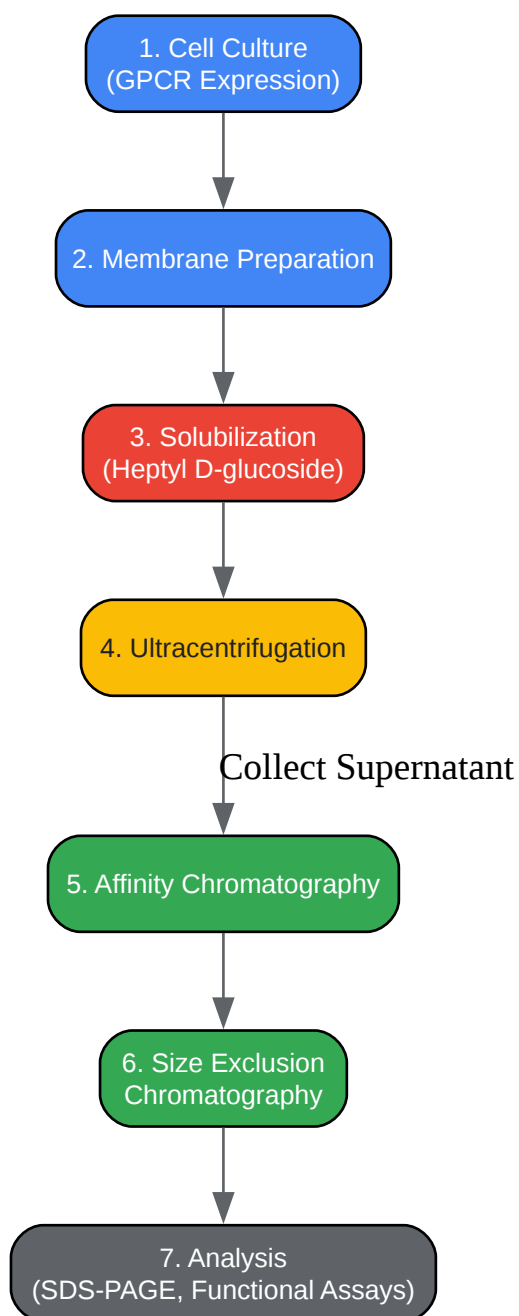 1. Cell Culture
(GPCR Expression)
2. Membrane Preparation
3. Solubilization
(Heptyl D-glucoside)
4. Ultracentrifugation
Collect Supernatant
5. Affinity Chromatography
6. Size Exclusion
Chromatography
7. Analysis
(SDS-PAGE, Functional Assays)